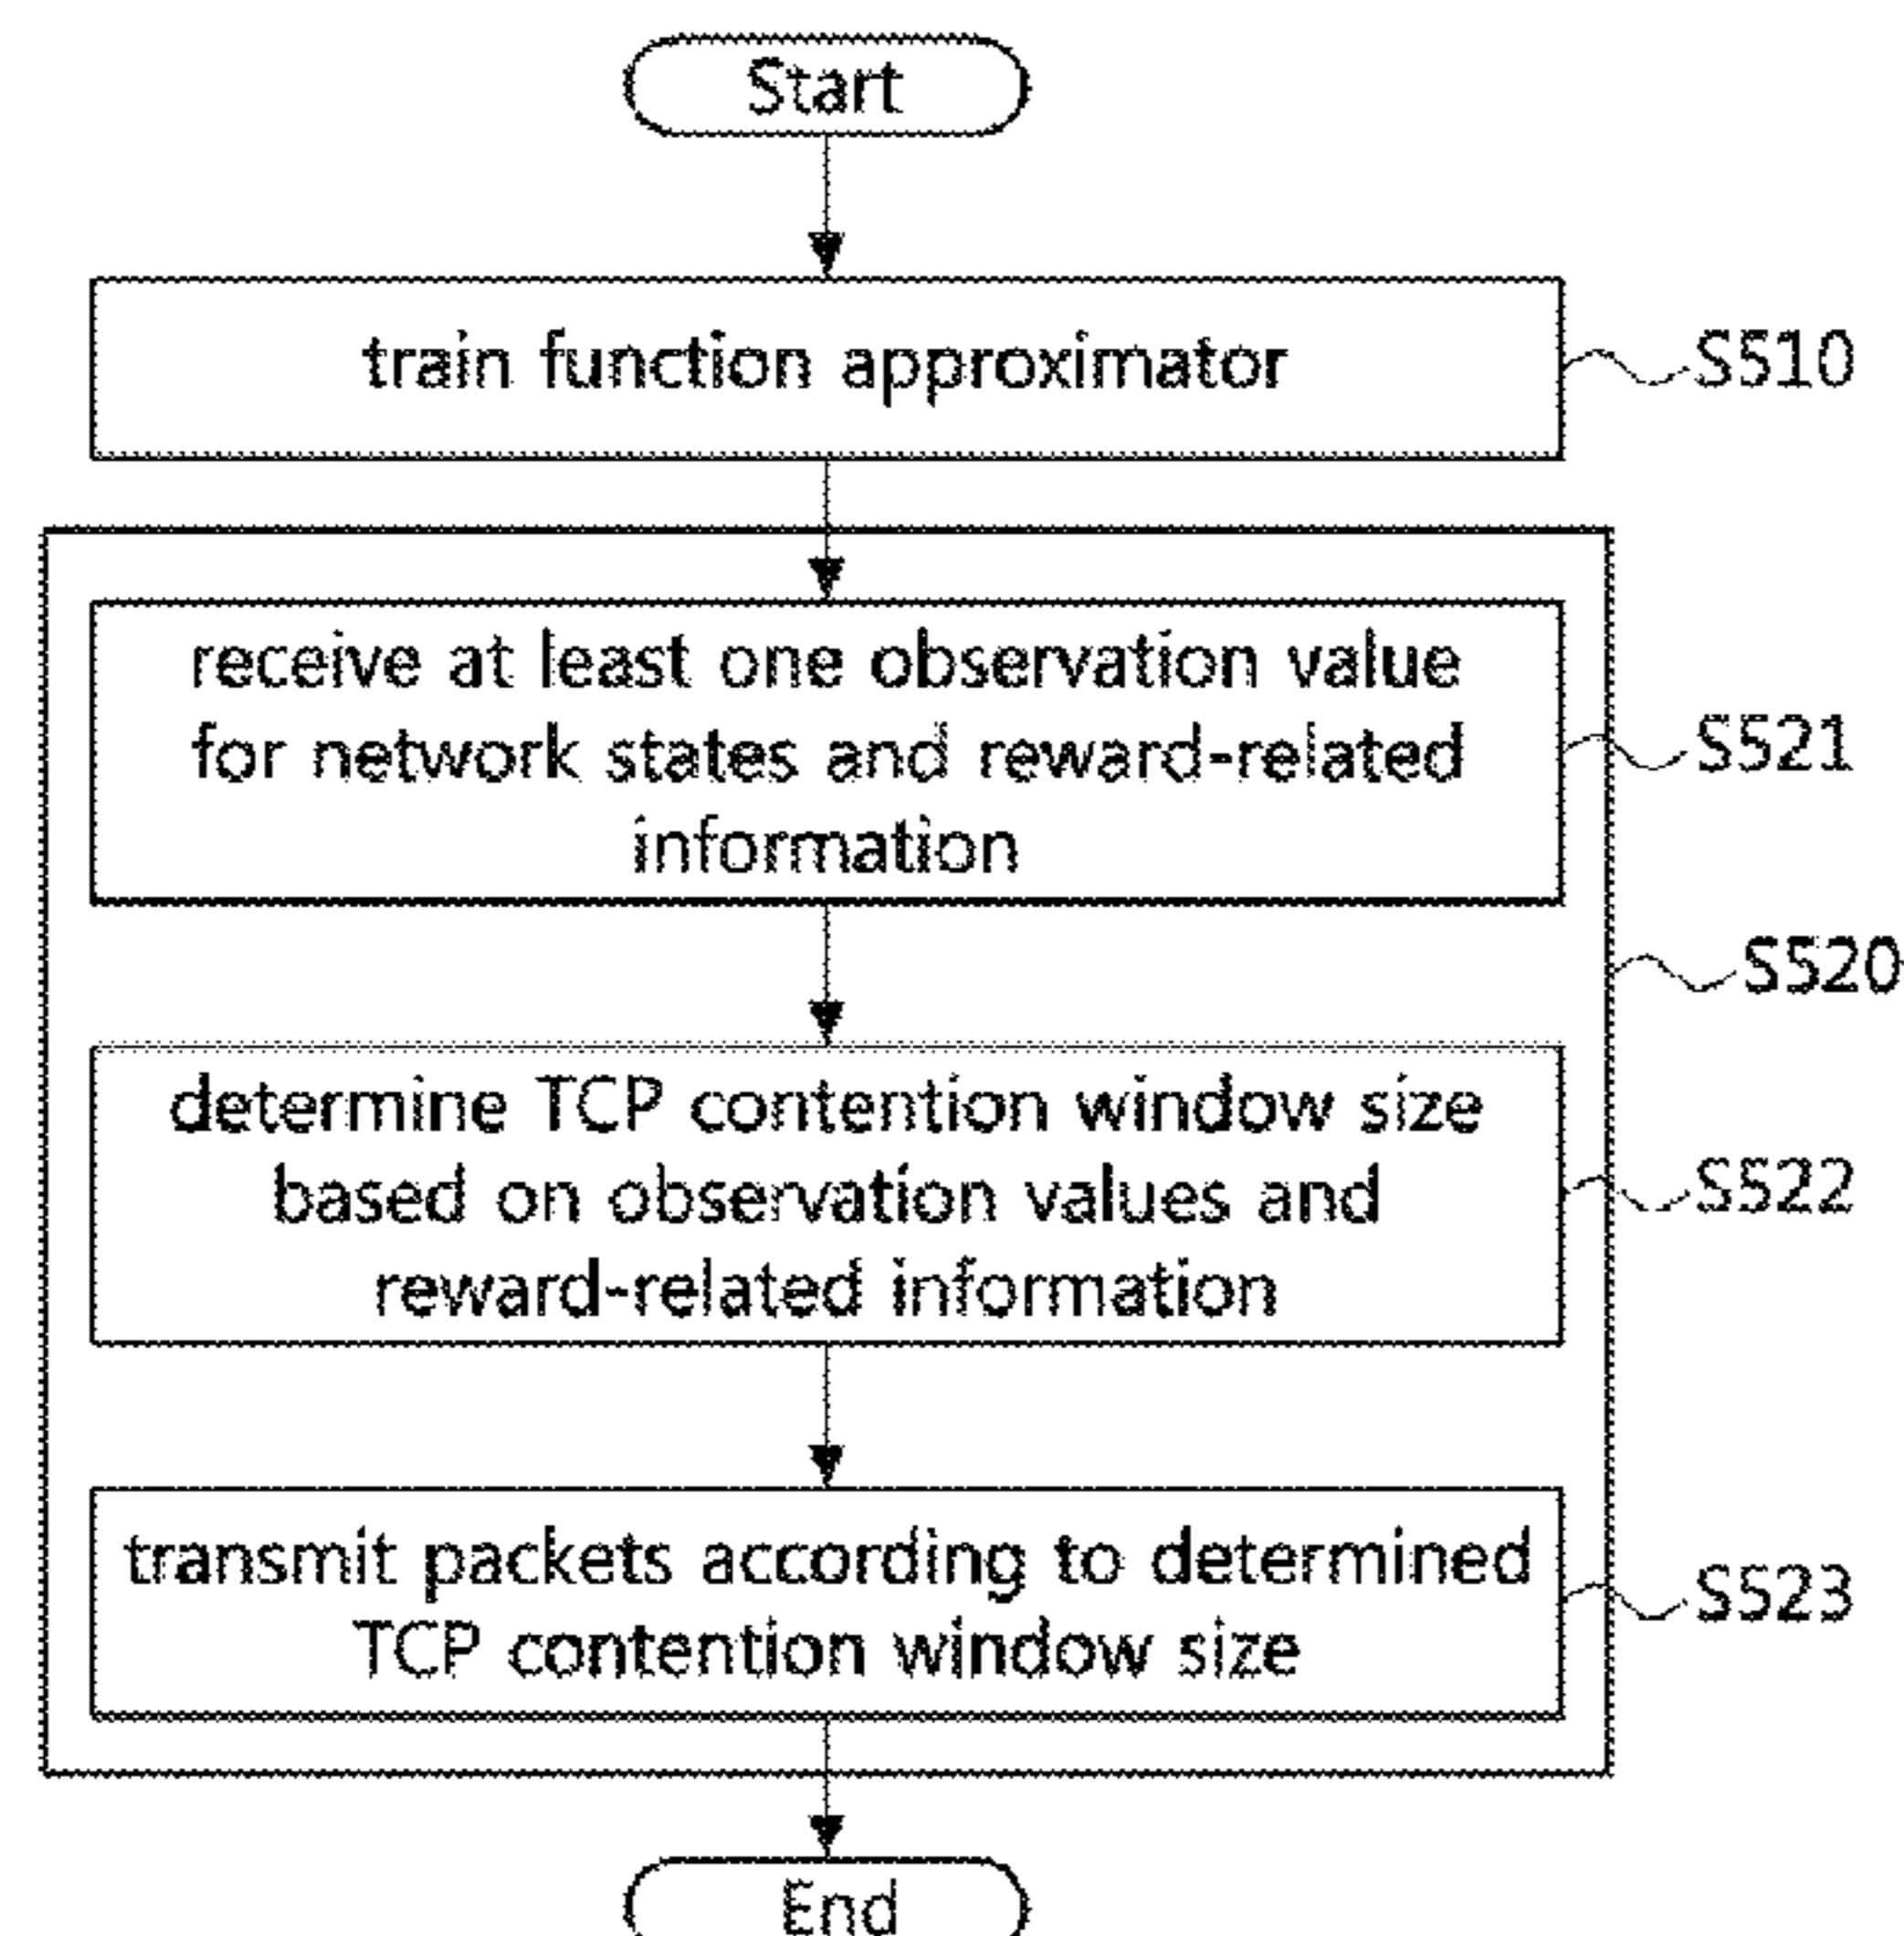 Start
train function approximator
S510
receive at least one observation value
for network states and reward-related
information
S521
S520
determine TCP contention window size
based on observation values and
reward-related information
S522
transmit packets according to determined
TCP contention window size
S523
End